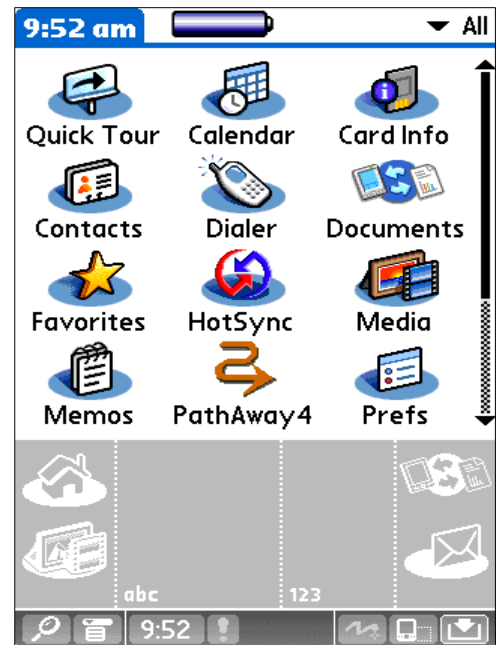 9:52 am
All
Quick Tour
Calendar
Card Info
Contacts
Dialer
Documents
Favorites
HotSync
Media
Memos
PathAway4
Prefs
abc
123
9:52